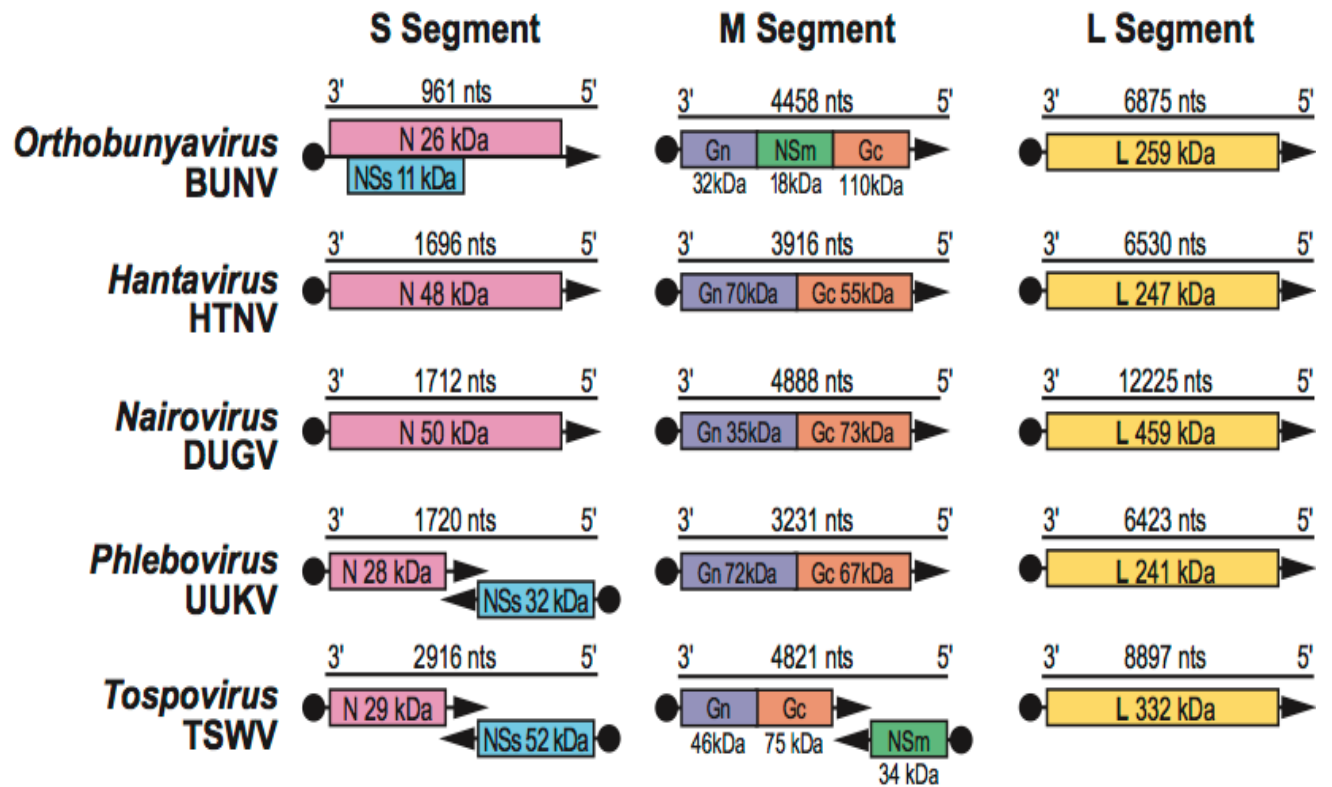 S Segment M Segment L Segment
Orthobunyavirus
BUNV
3' 961 nts 5'
N 26 kDa
NSs 11 kDa
3' 4458 nts 5'
Gn NSm Gc
32kDa 18kDa 110kDa
3' 6875 nts 5'
L 259 kDa
Hantavirus
HTNV
3' 1696 nts 5'
N 48 kDa
3' 3916 nts 5'
Gn 70kDa Gc 55kDa
3' 6530 nts 5'
L 247 kDa
Nairovirus
DUGV
3' 1712 nts 5'
N 50 kDa
3' 4888 nts 5'
Gn 35kDa Gc 73kDa
3' 12225 nts 5'
L 459 kDa
Phlebovirus
UUKV
3' 1720 nts 5'
N 28 kDa
NSs 32 kDa
3' 3231 nts 5'
Gn 72kDa Gc 67kDa
3' 6423 nts 5'
L 241 kDa
Tospovirus
TSWV
3' 2916 nts 5'
N 29 kDa
NSs 52 kDa
3' 4821 nts 5'
Gn Gc
46kDa 75 kDa
NSm
34 kDa
3' 8897 nts 5'
L 332 kDa